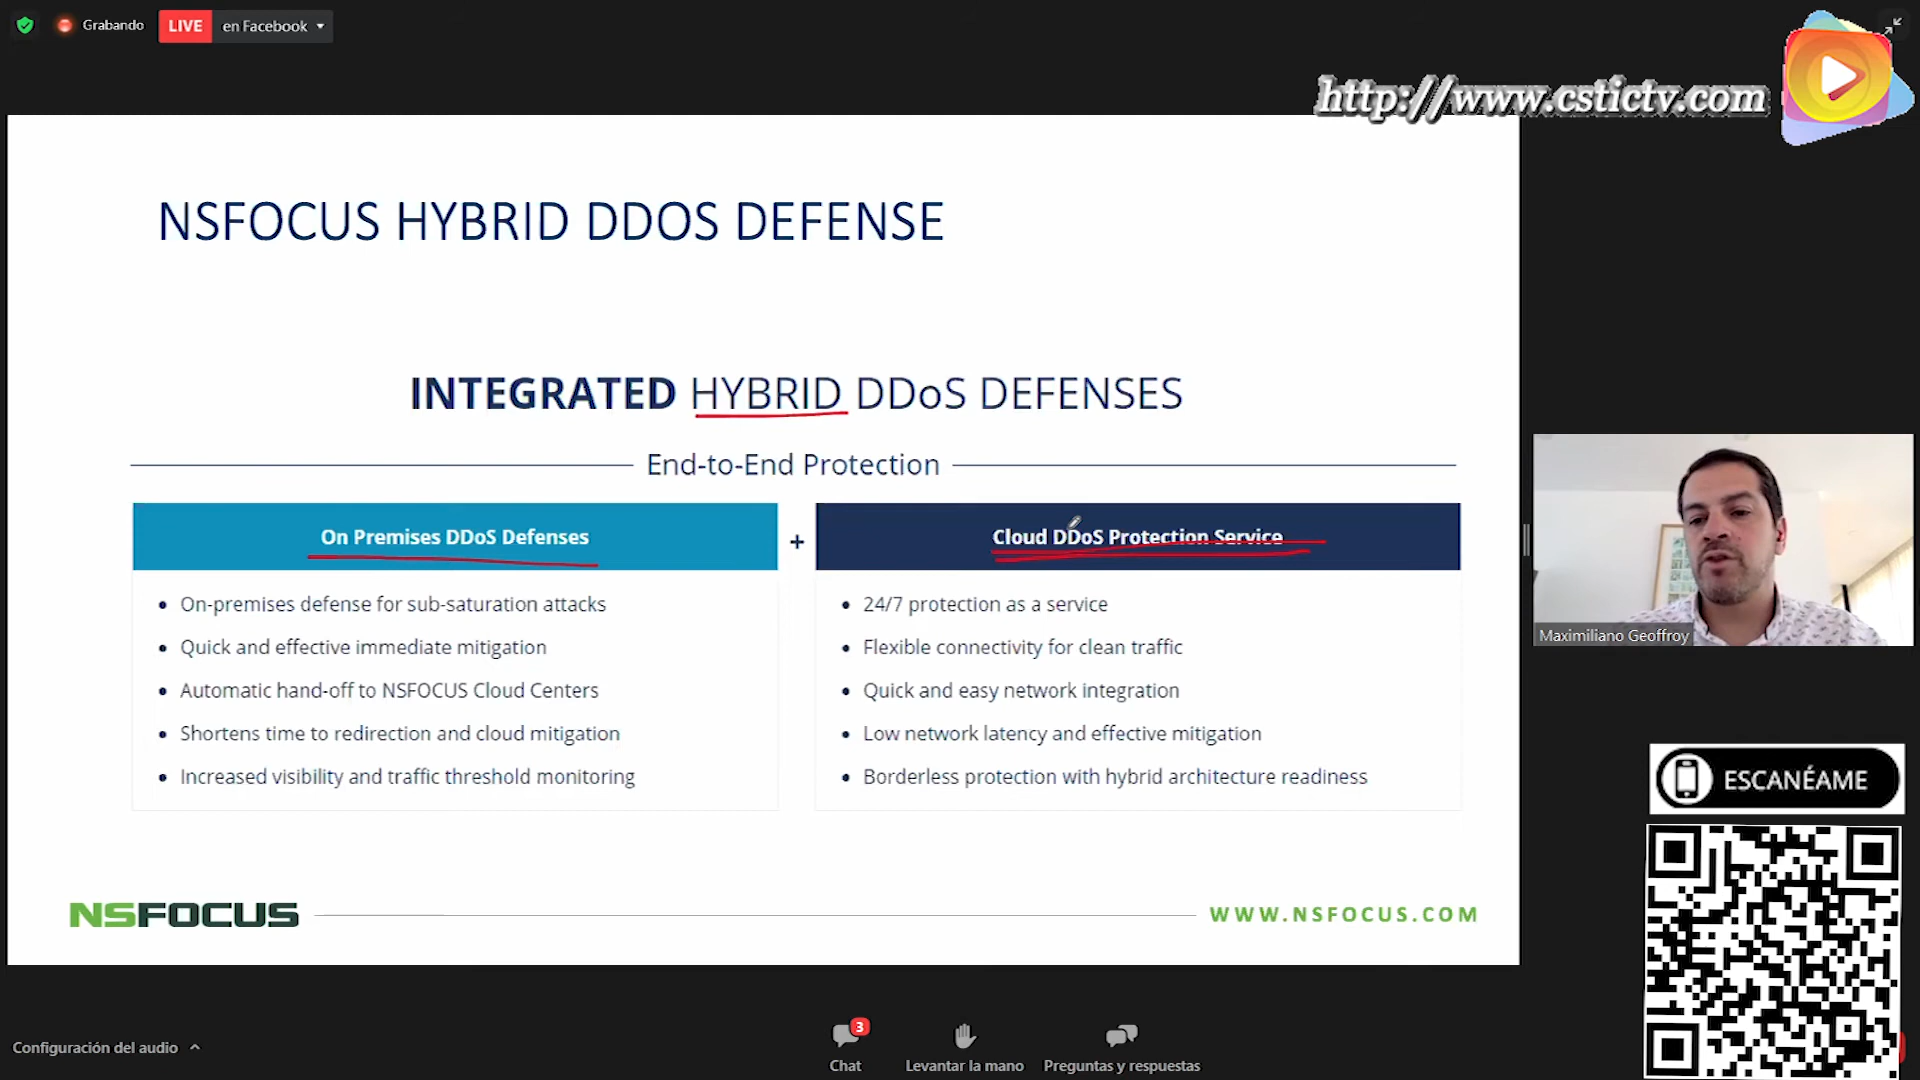 Grabando
LIVE en Facebook
http://www.cstictv.com
NSFOCUS HYBRID DDOS DEFENSE
INTEGRATED HYBRID DDoS DEFENSES
End-to-End Protection
On Premises DDoS Defenses
+
Cloud DDoS Protection Service
• On-premises defense for sub-saturation attacks
• Quick and effective immediate mitigation
• Automatic hand-off to NSFOCUS Cloud Centers
• Shortens time to redirection and cloud mitigation
• Increased visibility and traffic threshold monitoring
• 24/7 protection as a service
• Flexible connectivity for clean traffic
• Quick and easy network integration
• Low network latency and effective mitigation
• Borderless protection with hybrid architecture readiness
NSFOCUS
WWW.NSFOCUS.COM
Maximiliano Geoffroy
ESCANÉAME
Configuración del audio
3
Chat
Levantar la mano
Preguntas y respuestas